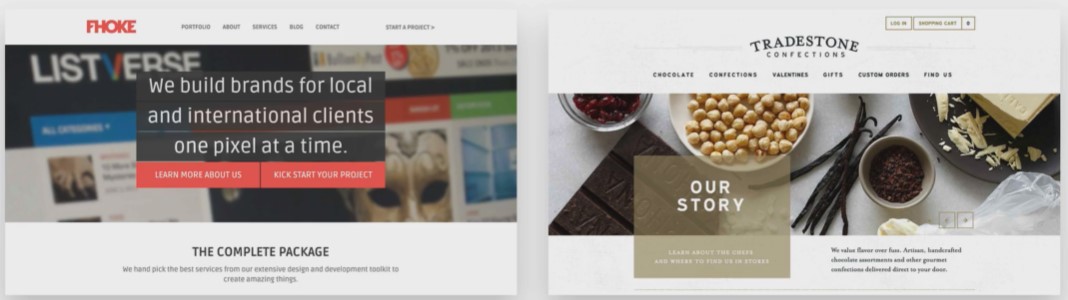 FHOKE
PORTFOLIO ABOUT SERVICES BLOG CONTACT START A PROJECT >
LISTVERSE
ALL CATEGORIES
We build brands for local
and international clients
one pixel at a time.
LEARN MORE ABOUT US KICK START YOUR PROJECT
THE COMPLETE PACKAGE
We hand pick the best services from our extensive design and development toolkit to
create amazing things.
LOG IN SHOPPING CART 0
TRADESTONE
CONFECTIONS
CHOCOLATE CONFECTIONS VALENTINES GIFTS CUSTOM ORDERS FIND US
OUR
STORY
LEARN ABOUT THE CHEFS
AND WHERE TO FIND US IN STORES
We value flavor over fuss. Artisan, handcrafted
chocolate assortments and other gourmet
confections delivered direct to your door.